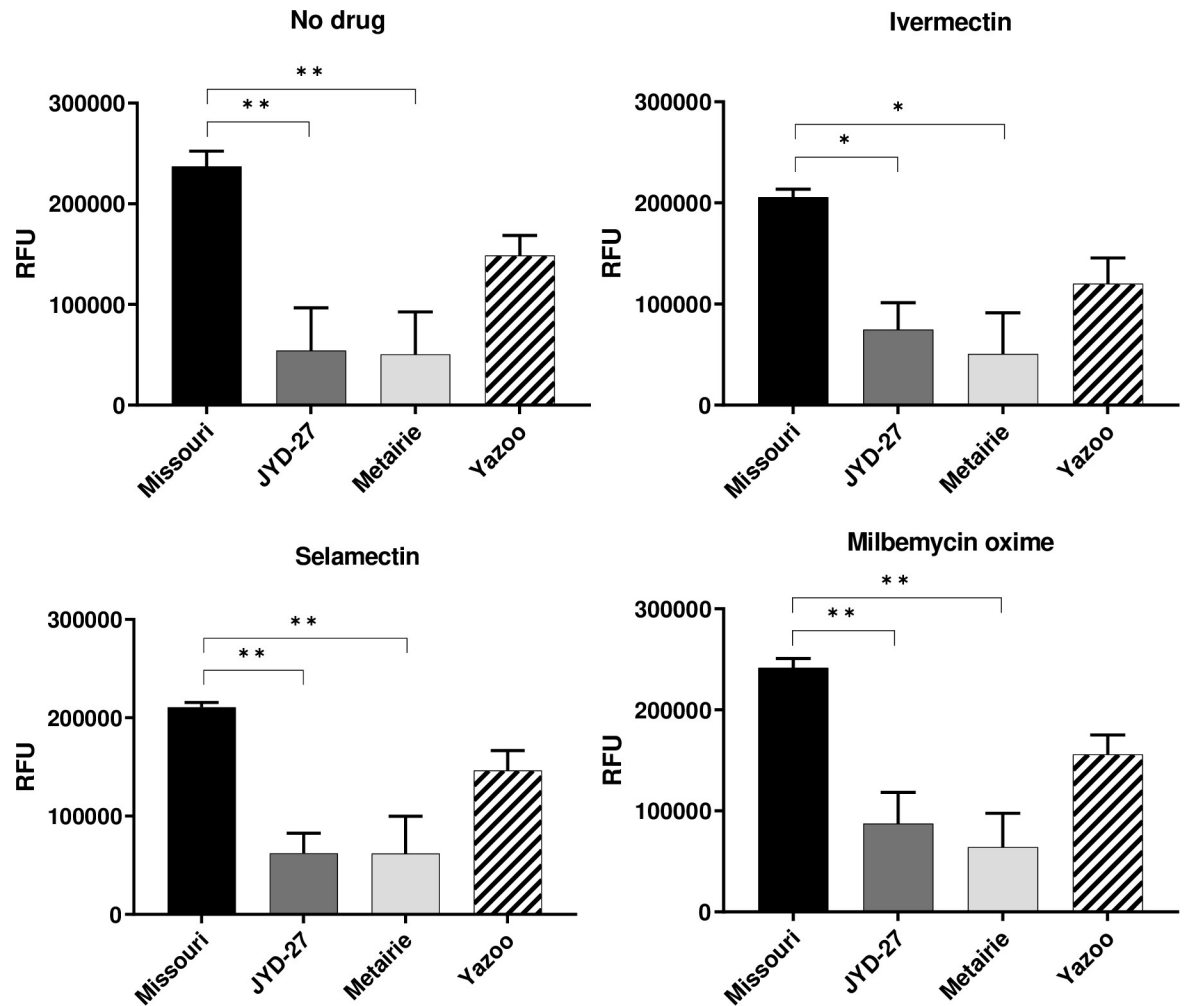 No drug
* *
* *
300000
200000
100000
0
RFU
Missouri
JYD-27
Metairie
Yazoo
Ivermectin
*
*
300000
200000
100000
0
RFU
Missouri
JYD-27
Metairie
Yazoo
Selamectin
* *
* *
300000
200000
100000
0
RFU
Missouri
JYD-27
Metairie
Yazoo
Milbemycin oxime
* *
* *
300000
200000
100000
0
RFU
Missouri
JYD-27
Metairie
Yazoo